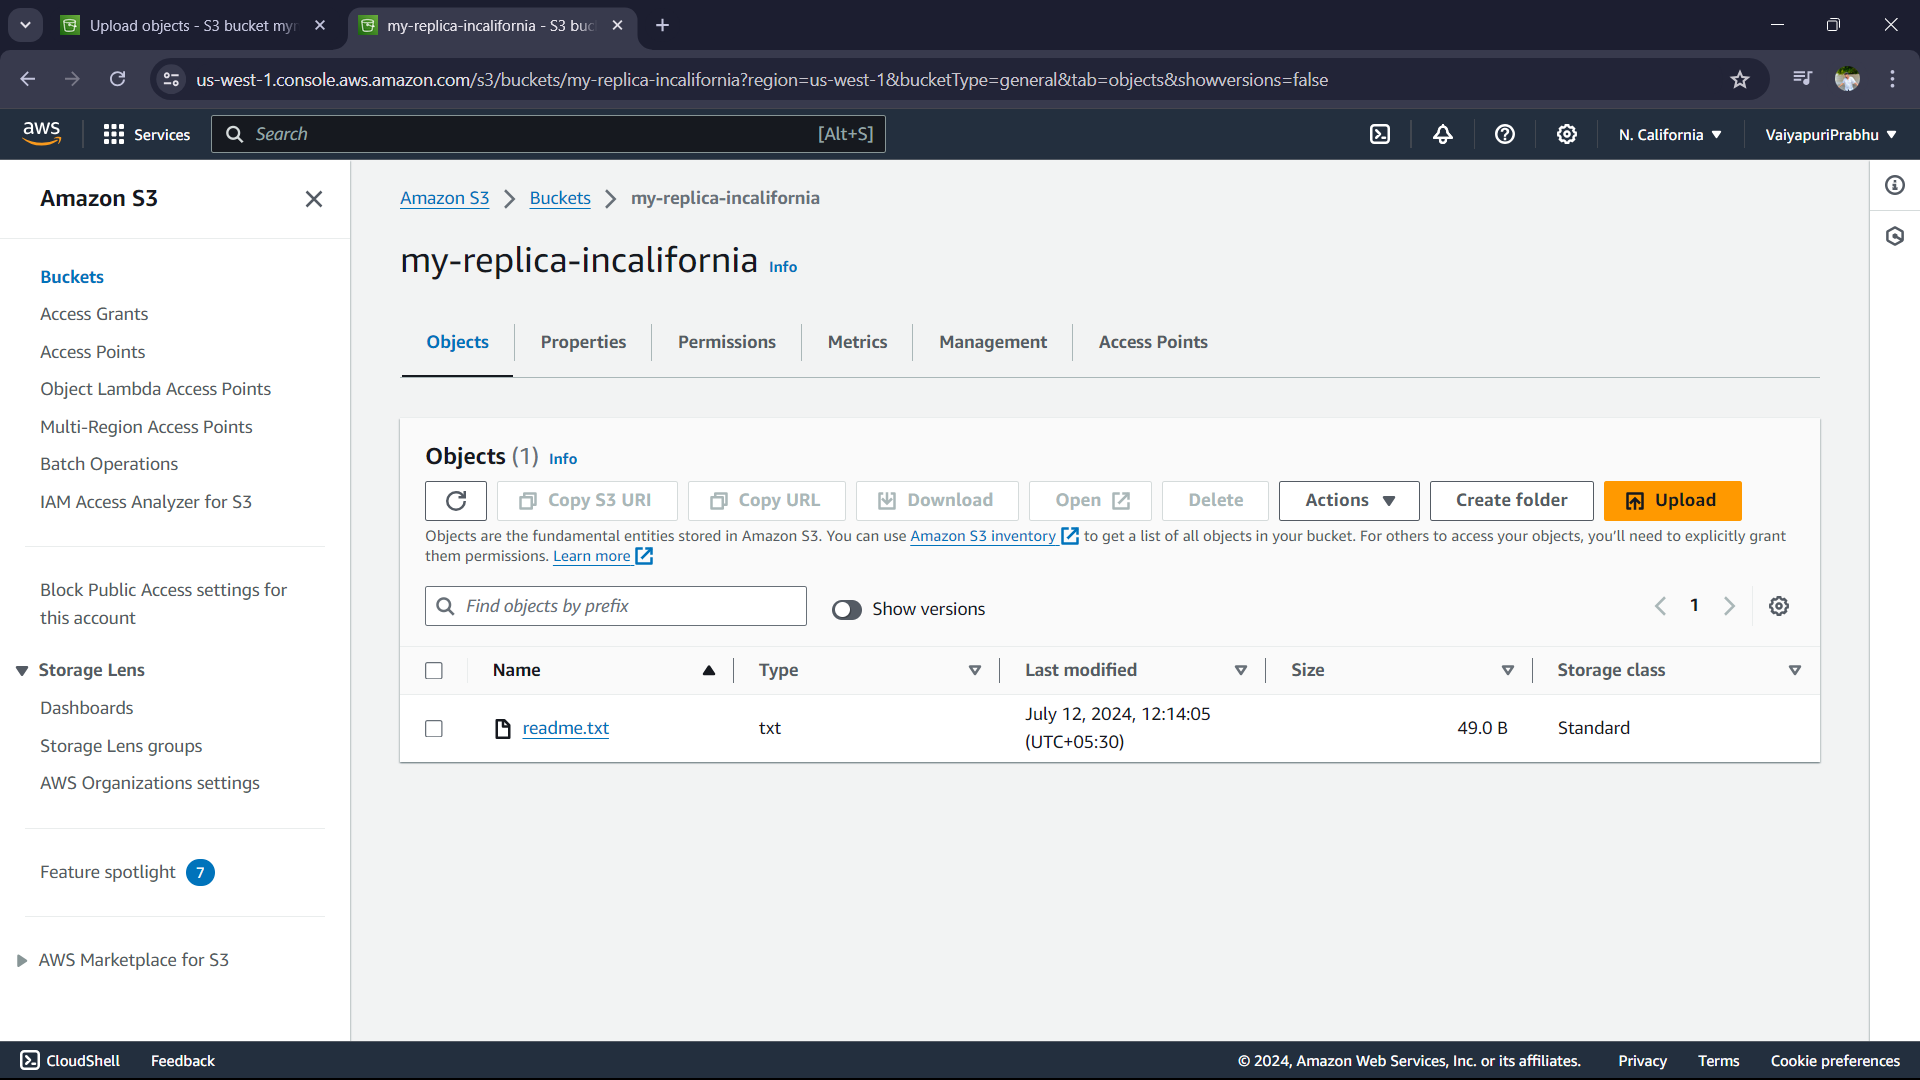 Upload objects - S3 bucket my
my-replica-incalifornia - S3 buc
us-west-1.console.aws.amazon.com/s3/buckets/my-replica-incalifornia?region=us-west-1&bucketType=general&tab=objects&showversions=false
aws
Services
Search
[Alt+S]
N. California
VaiyapuriPrabhu
Amazon S3
Buckets
Access Grants
Access Points
Object Lambda Access Points
Multi-Region Access Points
Batch Operations
IAM Access Analyzer for S3
Block Public Access settings for
this account
Storage Lens
Dashboards
Storage Lens groups
AWS Organizations settings
Feature spotlight 7
AWS Marketplace for S3
Amazon S3 > Buckets > my-replica-incalifornia
my-replica-incalifornia Info
Objects
Properties
Permissions
Metrics
Management
Access Points
Objects (1) Info
Copy S3 URI
Copy URL
Download
Open
Delete
Actions
Create folder
Upload
Objects are the fundamental entities stored in Amazon S3. You can use Amazon S3 inventory to get a list of all objects in your bucket. For others to access your objects, you'll need to explicitly grant
them permissions. Learn more
Find objects by prefix
Show versions
1
Name
Type
Last modified
Size
Storage class
readme.txt
txt
July 12, 2024, 12:14:05
(UTC+05:30)
49.0 B
Standard
CloudShell
Feedback
© 2024, Amazon Web Services, Inc. or its affiliates.
Privacy
Terms
Cookie preferences